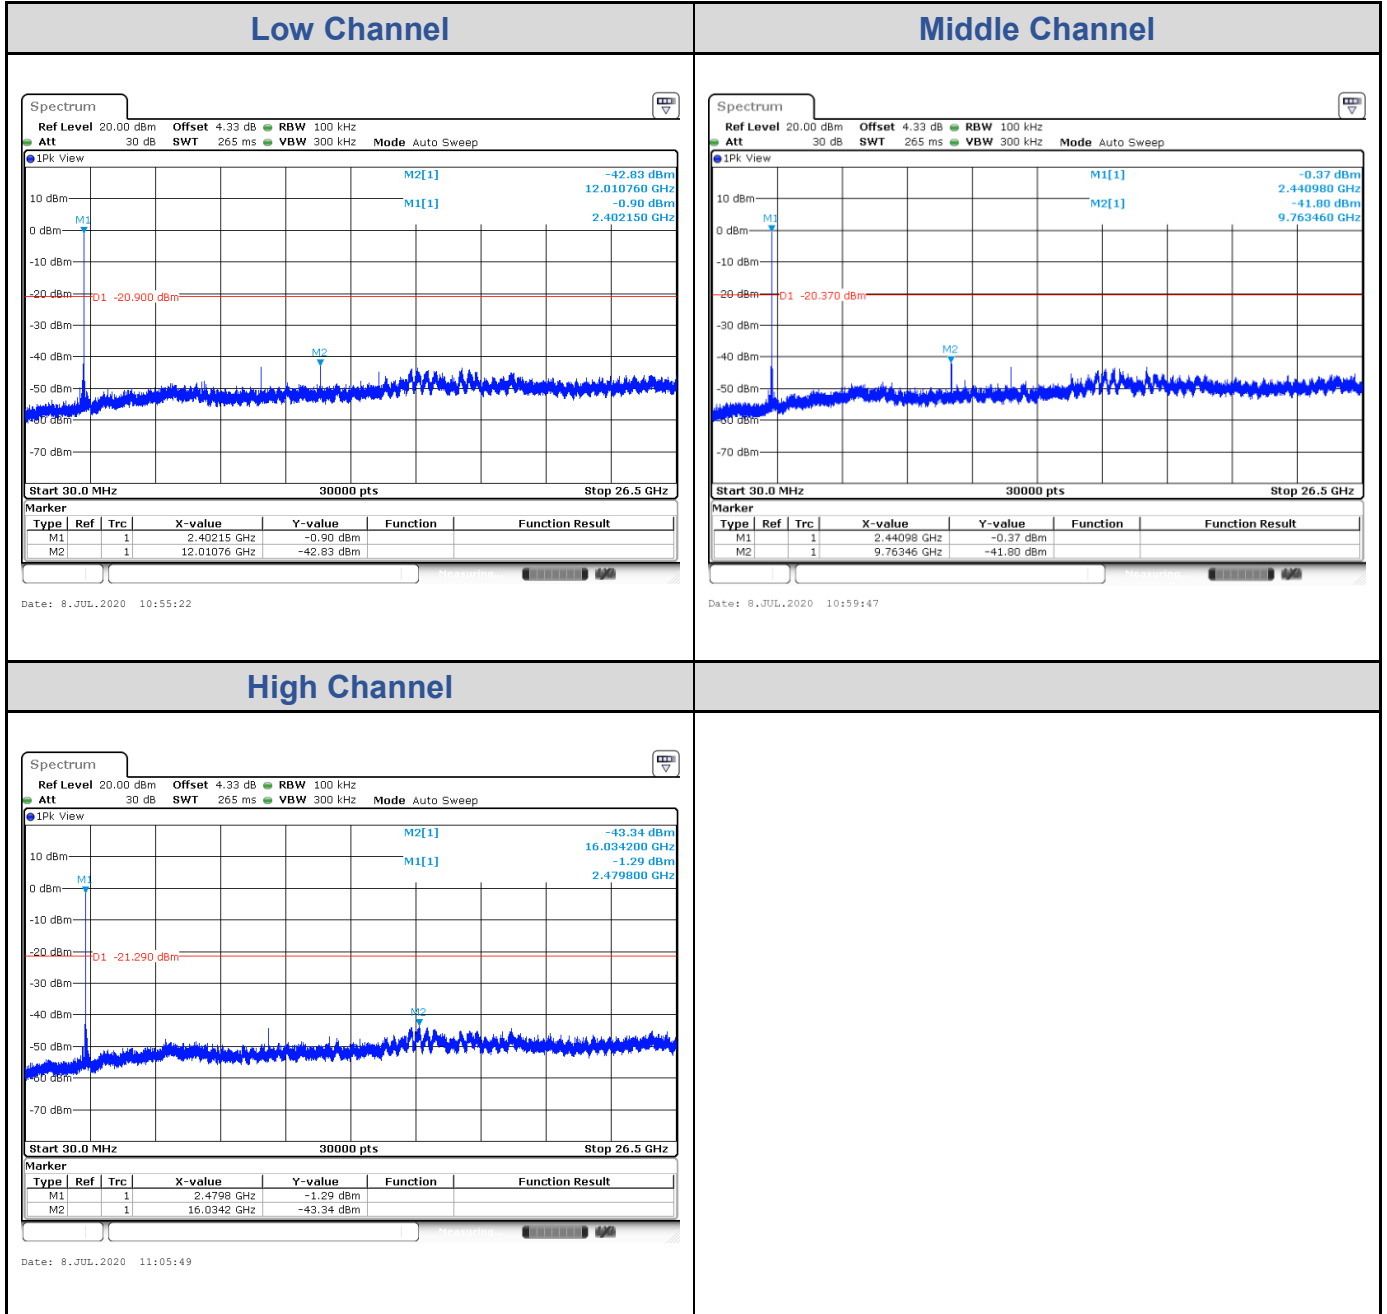 Low Channel
Spectrum
Ref Level 20.00 dBm Offset 4.33 dB RBW 100 kHz
Att 30 dB SWT 265 ms VBW 300 kHz Mode Auto Sweep
1Pk View
M2[1] -42.83 dBm
12.010760 GHz
M1[1] -0.90 dBm
2.402150 GHz
10 dBm
M1
0 dBm
-10 dBm
-20 dBm
D1 -20.900 dBm
-30 dBm
M2
-40 dBm
-50 dBm
-60 dBm
-70 dBm
Start 30.0 MHz 30000 pts Stop 26.5 GHz
Marker
Type Ref Trc X-value Y-value Function Function Result
M1 1 2.40215 GHz -0.90 dBm
M2 1 12.01076 GHz -42.83 dBm
Measuring...
Date: 8.JUL.2020 10:55:22
Middle Channel
Spectrum
Ref Level 20.00 dBm Offset 4.33 dB RBW 100 kHz
Att 30 dB SWT 265 ms VBW 300 kHz Mode Auto Sweep
1Pk View
M1[1] -0.37 dBm
2.440980 GHz
M2[1] -41.80 dBm
9.763460 GHz
10 dBm
M1
0 dBm
-10 dBm
-20 dBm
D1 -20.370 dBm
-30 dBm
M2
-40 dBm
-50 dBm
-60 dBm
-70 dBm
Start 30.0 MHz 30000 pts Stop 26.5 GHz
Marker
Type Ref Trc X-value Y-value Function Function Result
M1 1 2.44098 GHz -0.37 dBm
M2 1 9.76346 GHz -41.80 dBm
Measuring...
Date: 8.JUL.2020 10:59:47
High Channel
Spectrum
Ref Level 20.00 dBm Offset 4.33 dB RBW 100 kHz
Att 30 dB SWT 265 ms VBW 300 kHz Mode Auto Sweep
1Pk View
M2[1] -43.34 dBm
16.034200 GHz
M1[1] -1.29 dBm
2.479800 GHz
10 dBm
M1
0 dBm
-10 dBm
-20 dBm
D1 -21.290 dBm
-30 dBm
M2
-40 dBm
-50 dBm
-60 dBm
-70 dBm
Start 30.0 MHz 30000 pts Stop 26.5 GHz
Marker
Type Ref Trc X-value Y-value Function Function Result
M1 1 2.4798 GHz -1.29 dBm
M2 1 16.0342 GHz -43.34 dBm
Measuring...
Date: 8.JUL.2020 11:05:49